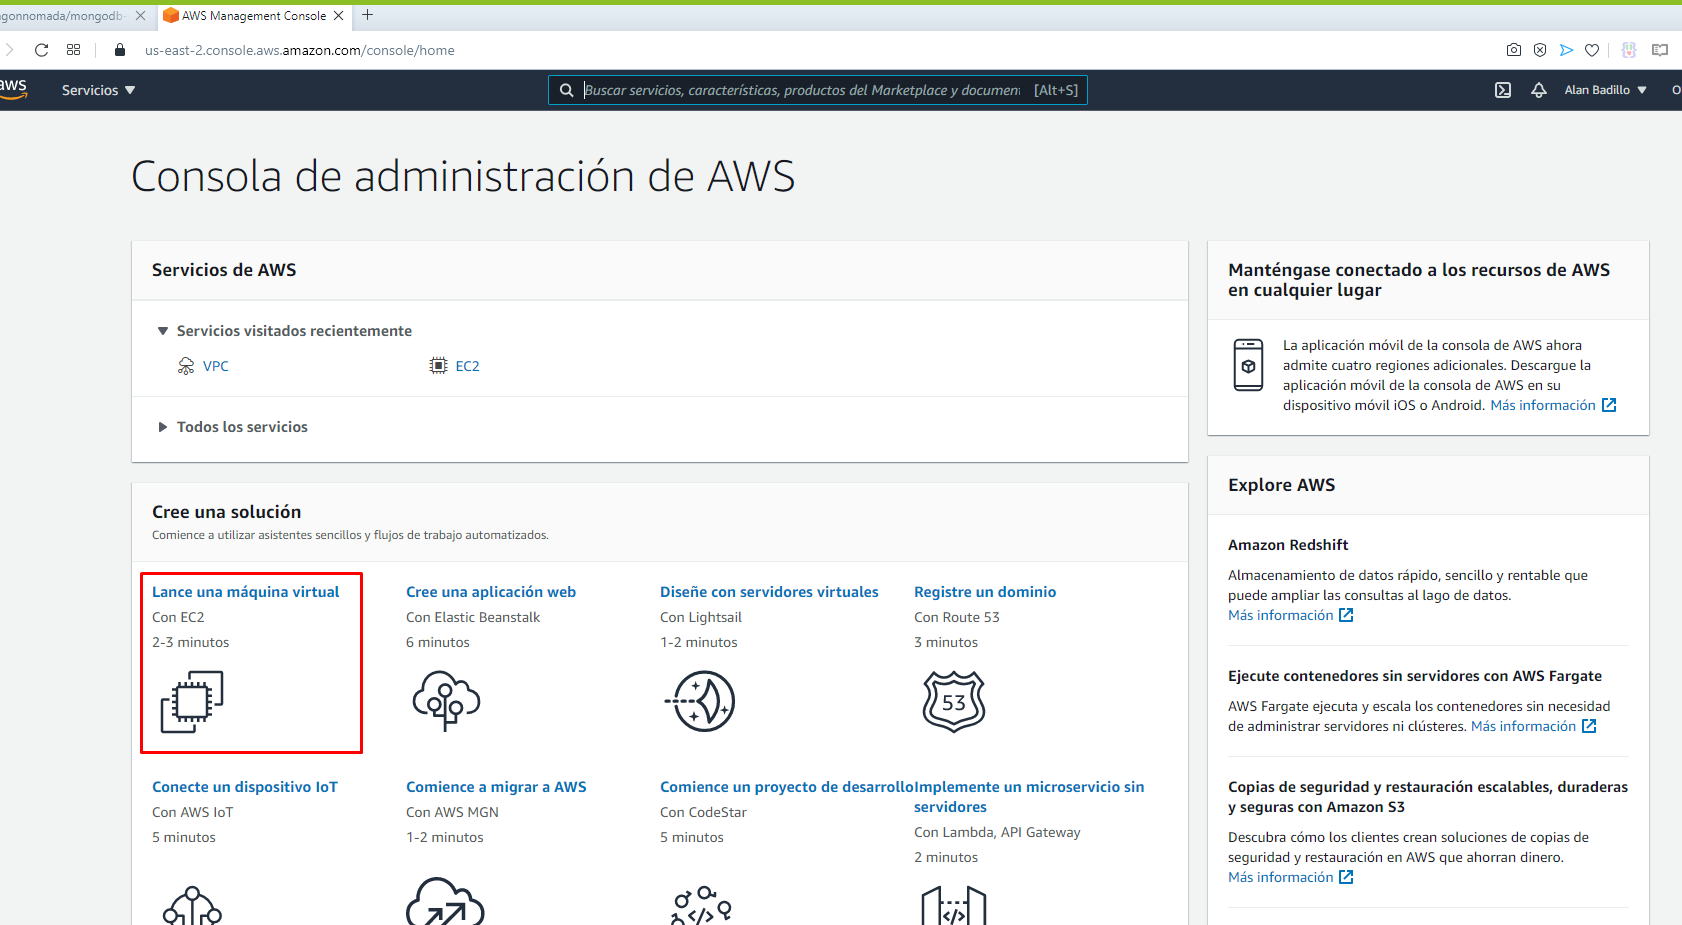 gonnomada/mongodb-
AWS Management Console
us-east-2.console.aws.amazon.com/console/home
aws
Servicios
Buscar servicios, características, productos del Marketplace y document
[Alt+S]
Alan Badillo
Consola de administración de AWS
Servicios de AWS
Servicios visitados recientemente
VPC
EC2
Todos los servicios
Cree una solución
Comience a utilizar asistentes sencillos y flujos de trabajo automatizados.
Lance una máquina virtual
Con EC2
2-3 minutos
Cree una aplicación web
Con Elastic Beanstalk
6 minutos
Diseñe con servidores virtuales
Con Lightsail
1-2 minutos
Registre un dominio
Con Route 53
3 minutos
53
Conecte un dispositivo IoT
Con AWS IoT
5 minutos
Comience a migrar a AWS
Con AWS MGN
1-2 minutos
Comience un proyecto de desarrollo
Con CodeStar
5 minutos
Implemente un microservicio sin
servidores
Con Lambda, API Gateway
2 minutos
Manténgase conectado a los recursos de AWS
en cualquier lugar
La aplicación móvil de la consola de AWS ahora
admite cuatro regiones adicionales. Descargue la
aplicación móvil de la consola de AWS en su
dispositivo móvil iOS o Android. Más información
Explore AWS
Amazon Redshift
Almacenamiento de datos rápido, sencillo y rentable que
puede ampliar las consultas al lago de datos.
Más información
Ejecute contenedores sin servidores con AWS Fargate
AWS Fargate ejecuta y escala los contenedores sin necesidad
de administrar servidores ni clústeres. Más información
Copias de seguridad y restauración escalables, duraderas
y seguras con Amazon S3
Descubra cómo los clientes crean soluciones de copias de
seguridad y restauración en AWS que ahorran dinero.
Más información